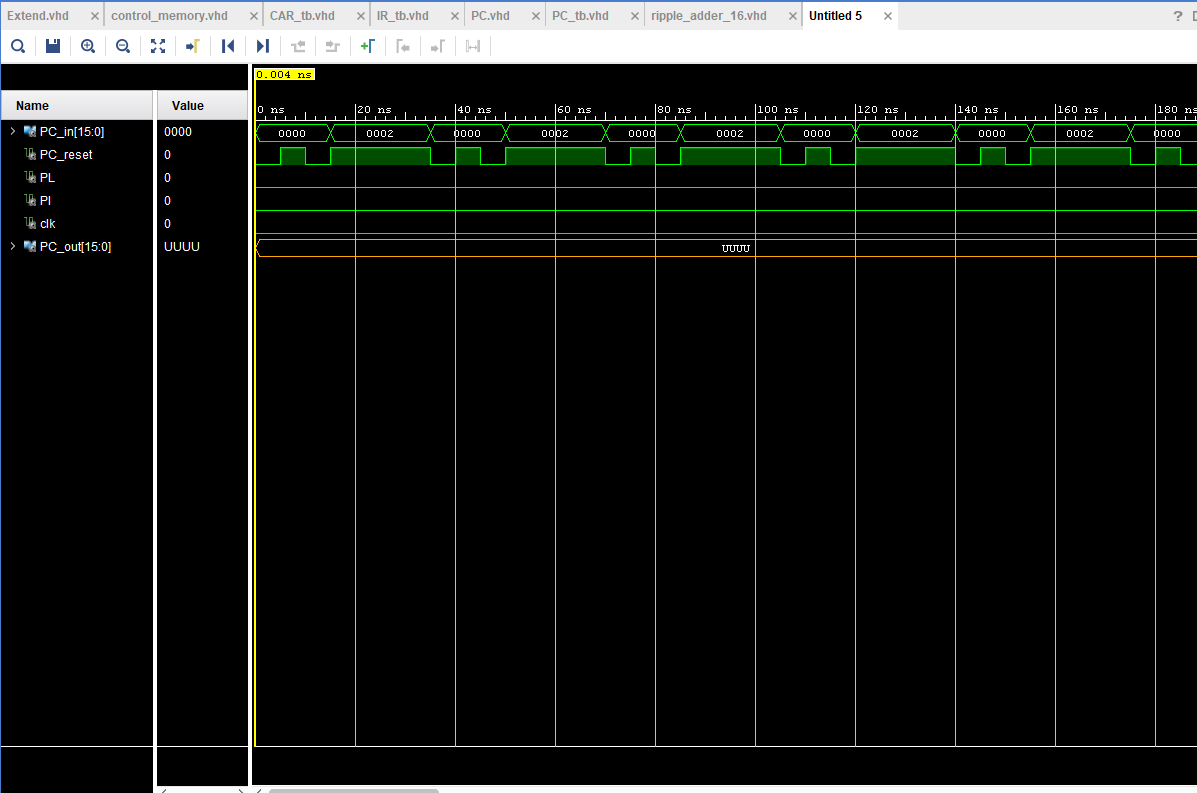 Extend.vhd control_memory.vhd CAR_tb.vhd IR_tb.vhd PC.vhd PC_tb.vhd ripple_adder_16.vhd Untitled 5 ?
0.004 ns
Name Value
0 ns 20 ns 40 ns 60 ns 80 ns 100 ns 120 ns 140 ns 160 ns 180 ns
PC_in[15:0] 0000 0000 0002 0000 0002 0000 0002 0000 0002 0000 0002 0000
PC_reset 0
PL 0
PI 0
clk 0
PC_out[15:0] UUUU UUUU